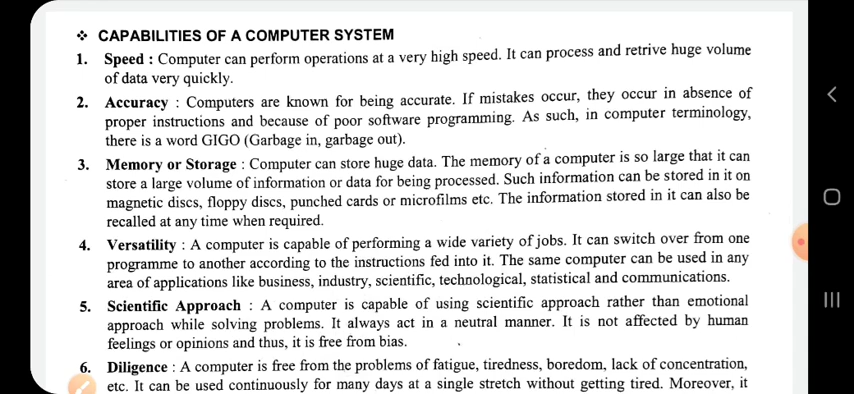 ❖ CAPABILITIES OF A COMPUTER SYSTEM
1. Speed : Computer can perform operations at a very high speed. It can process and retrive huge volume
of data very quickly.
2. Accuracy : Computers are known for being accurate. If mistakes occur, they occur in absence of
proper instructions and because of poor software programming. As such, in computer terminology,
there is a word GIGO (Garbage in, garbage out).
3. Memory or Storage : Computer can store huge data. The memory of a computer is so large that it can
store a large volume of information or data for being processed. Such information can be stored in it on
magnetic discs, floppy discs, punched cards or microfilms etc. The information stored in it can also be
recalled at any time when required.
4. Versatility : A computer is capable of performing a wide variety of jobs. It can switch over from one
programme to another according to the instructions fed into it. The same computer can be used in any
area of applications like business, industry, scientific, technological, statistical and communications.
5. Scientific Approach : A computer is capable of using scientific approach rather than emotional
approach while solving problems. It always act in a neutral manner. It is not affected by human
feelings or opinions and thus, it is free from bias.
6. Diligence : A computer is free from the problems of fatigue, tiredness, boredom, lack of concentration,
etc. It can be used continuously for many days at a single stretch without getting tired. Moreover, it